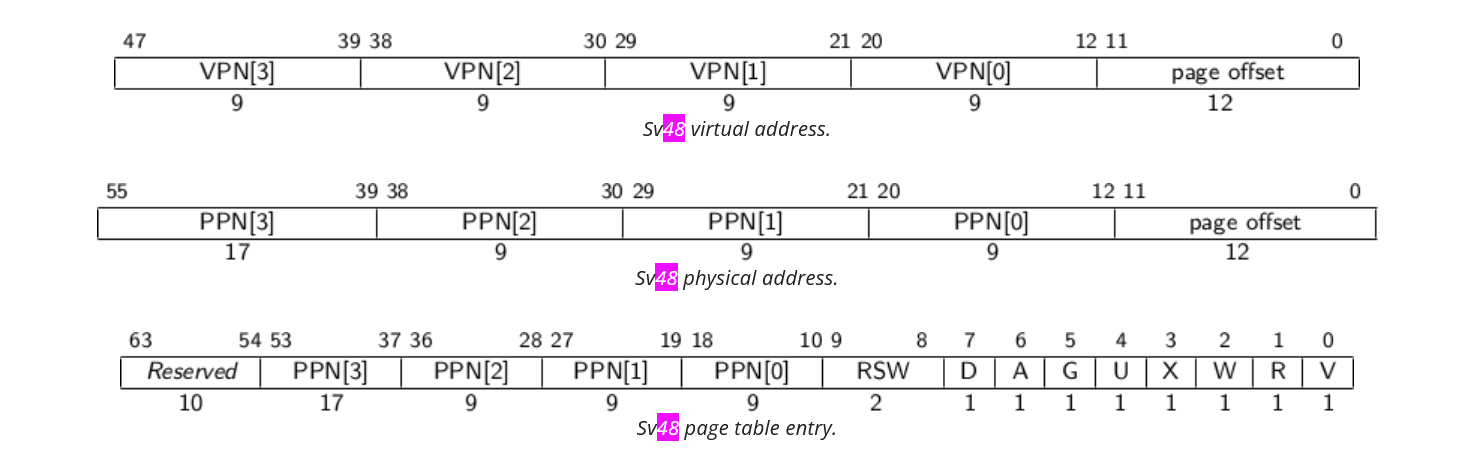 47 39 38 30 29 21 20 12 11 0
VPN[3] VPN[2] VPN[1] VPN[0] page offset
9 9 9 9 12
Sv48 virtual address.
55 39 38 30 29 21 20 12 11 0
PPN[3] PPN[2] PPN[1] PPN[0] page offset
17 9 9 9 12
Sv48 physical address.
63 54 53 37 36 28 27 19 18 10 9 8 7 6 5 4 3 2 1 0
Reserved PPN[3] PPN[2] PPN[1] PPN[0] RSW D A G U X W R V
10 17 9 9 9 2 1 1 1 1 1 1 1 1
Sv48 page table entry.